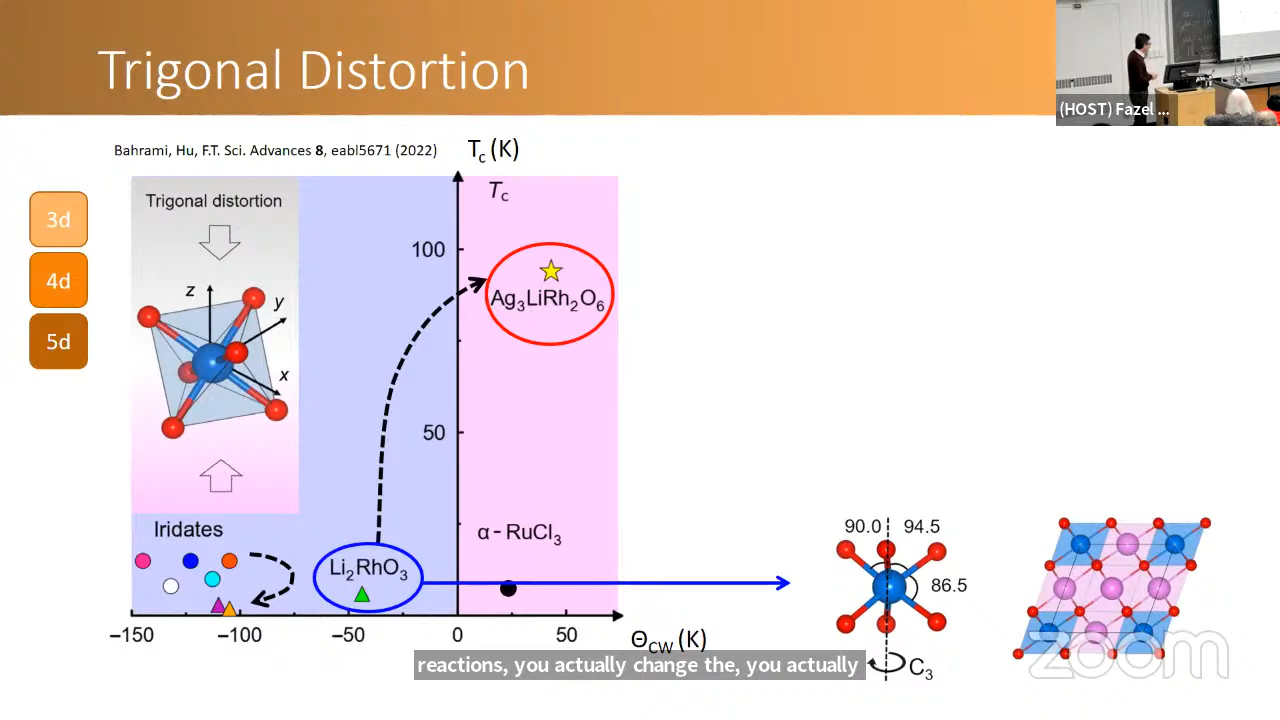 Trigonal Distortion
(HOST) Fazel ...
Bahrami, Hu, F.T. Sci. Advances 8, eabl5671 (2022)
Tc (K)
3d
4d
5d
Trigonal distortion
z
y
x
Tc
100
50
Ag3LiRh2O6
α-RuCl3
Iridates
Li2RhO3
−150
−100
−50
0
50
ΘCW (K)
90.0
94.5
86.5
C3
reactions, you actually change the, you actually
zoom